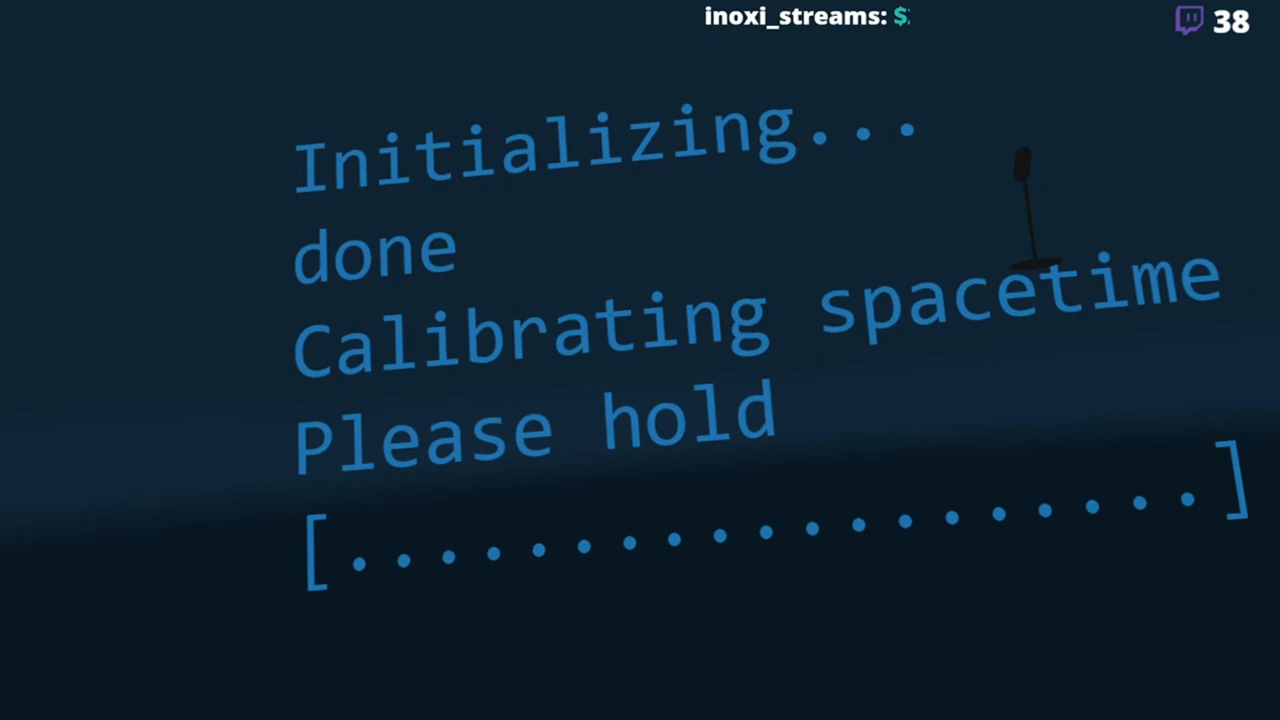 inoxi_streams: $
38
Initializing...
done
Calibrating spacetime
Please hold
[...................]